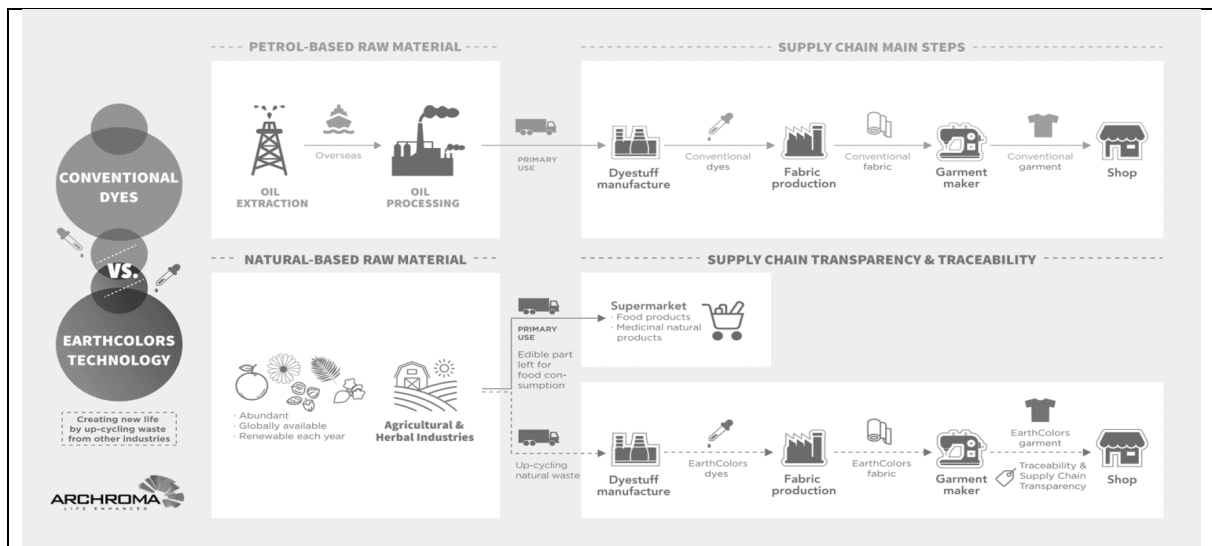 PETROL-BASED RAW MATERIAL
SUPPLY CHAIN MAIN STEPS
CONVENTIONAL
DYES
Overseas
OIL
EXTRACTION
OIL
PROCESSING
PRIMARY
USE
Dyestuff
manufacture
Conventional
dyes
Fabric
production
Conventional
fabric
Garment
maker
Conventional
garment
Shop
VS.
NATURAL-BASED RAW MATERIAL
SUPPLY CHAIN TRANSPARENCY & TRACEABILITY
EARTHCOLORS
TECHNOLOGY
Creating new life
by up-cycling waste
from other industries
ARCHROMA
LIFE ENHANCED
· Abundant
· Globally available
· Renewable each year
Agricultural &
Herbal Industries
PRIMARY
USE
Edible part
left for
food con-
sumption
Supermarket
· Food products
· Medicinal natural
products
Up-cycling
natural waste
Dyestuff
manufacture
EarthColors
dyes
Fabric
production
EarthColors
fabric
Garment
maker
EarthColors
garment
Traceability &
Supply Chain
Transparency
Shop